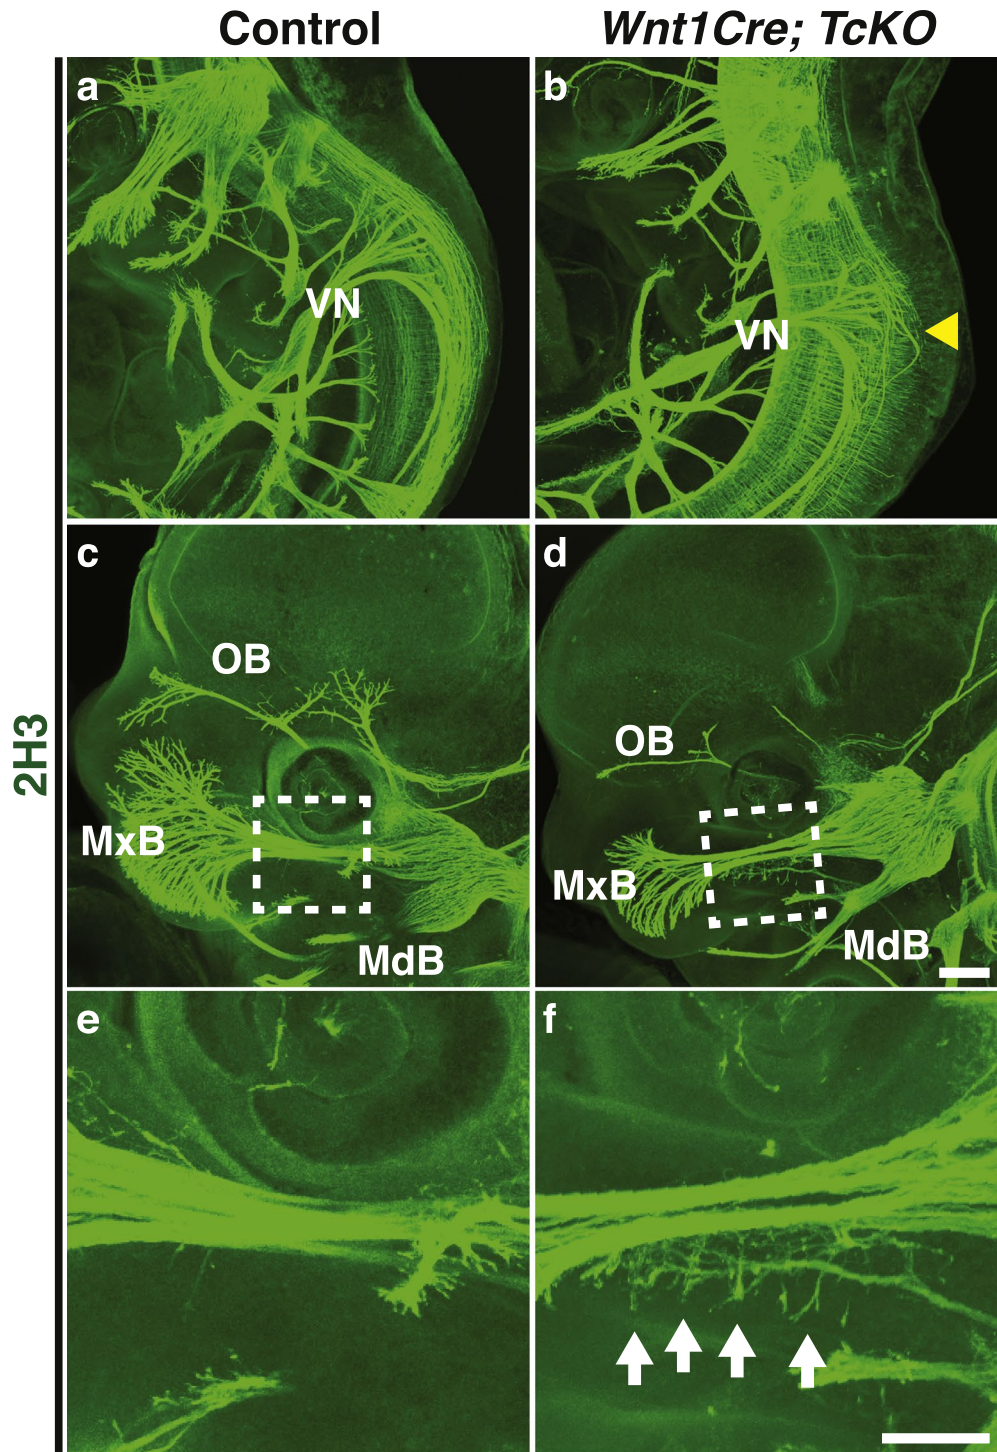 Control
Wnt1Cre; TcKO
2H3
a
VN
b
VN
c
OB
MxB
MdB
d
OB
MxB
MdB
e
f